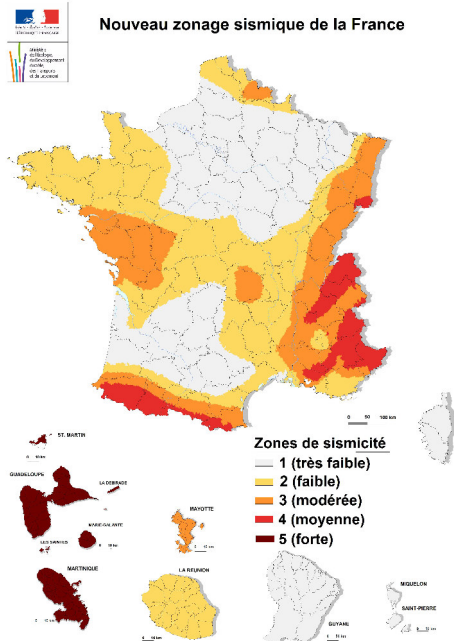 Nouveau zonage sismique de la France
0 50 100 km
ST. MARTIN
GUADELOUPE
LA DESIRADE
MARIE-GALANTE
LES SAINTES
MARTINIQUE
MAYOTTE
LA REUNION
GUYANE
MIQUELON
SAINT-PIERRE
Zones de sismicité
1 (très faible)
2 (faible)
3 (modérée)
4 (moyenne)
5 (forte)